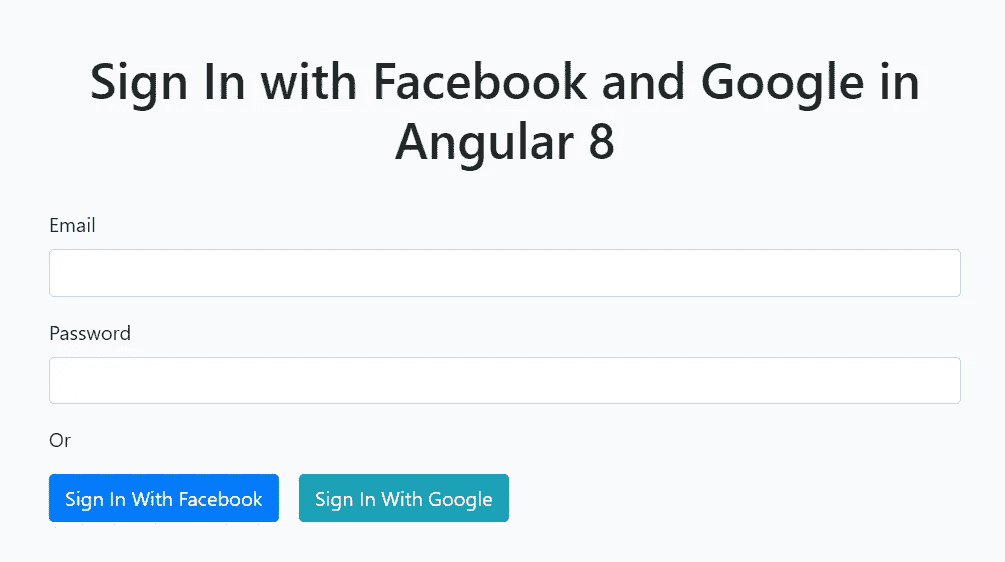 Sign In with Facebook and Google in
Angular 8
Email
Password
Or
Sign In With Facebook
Sign In With Google